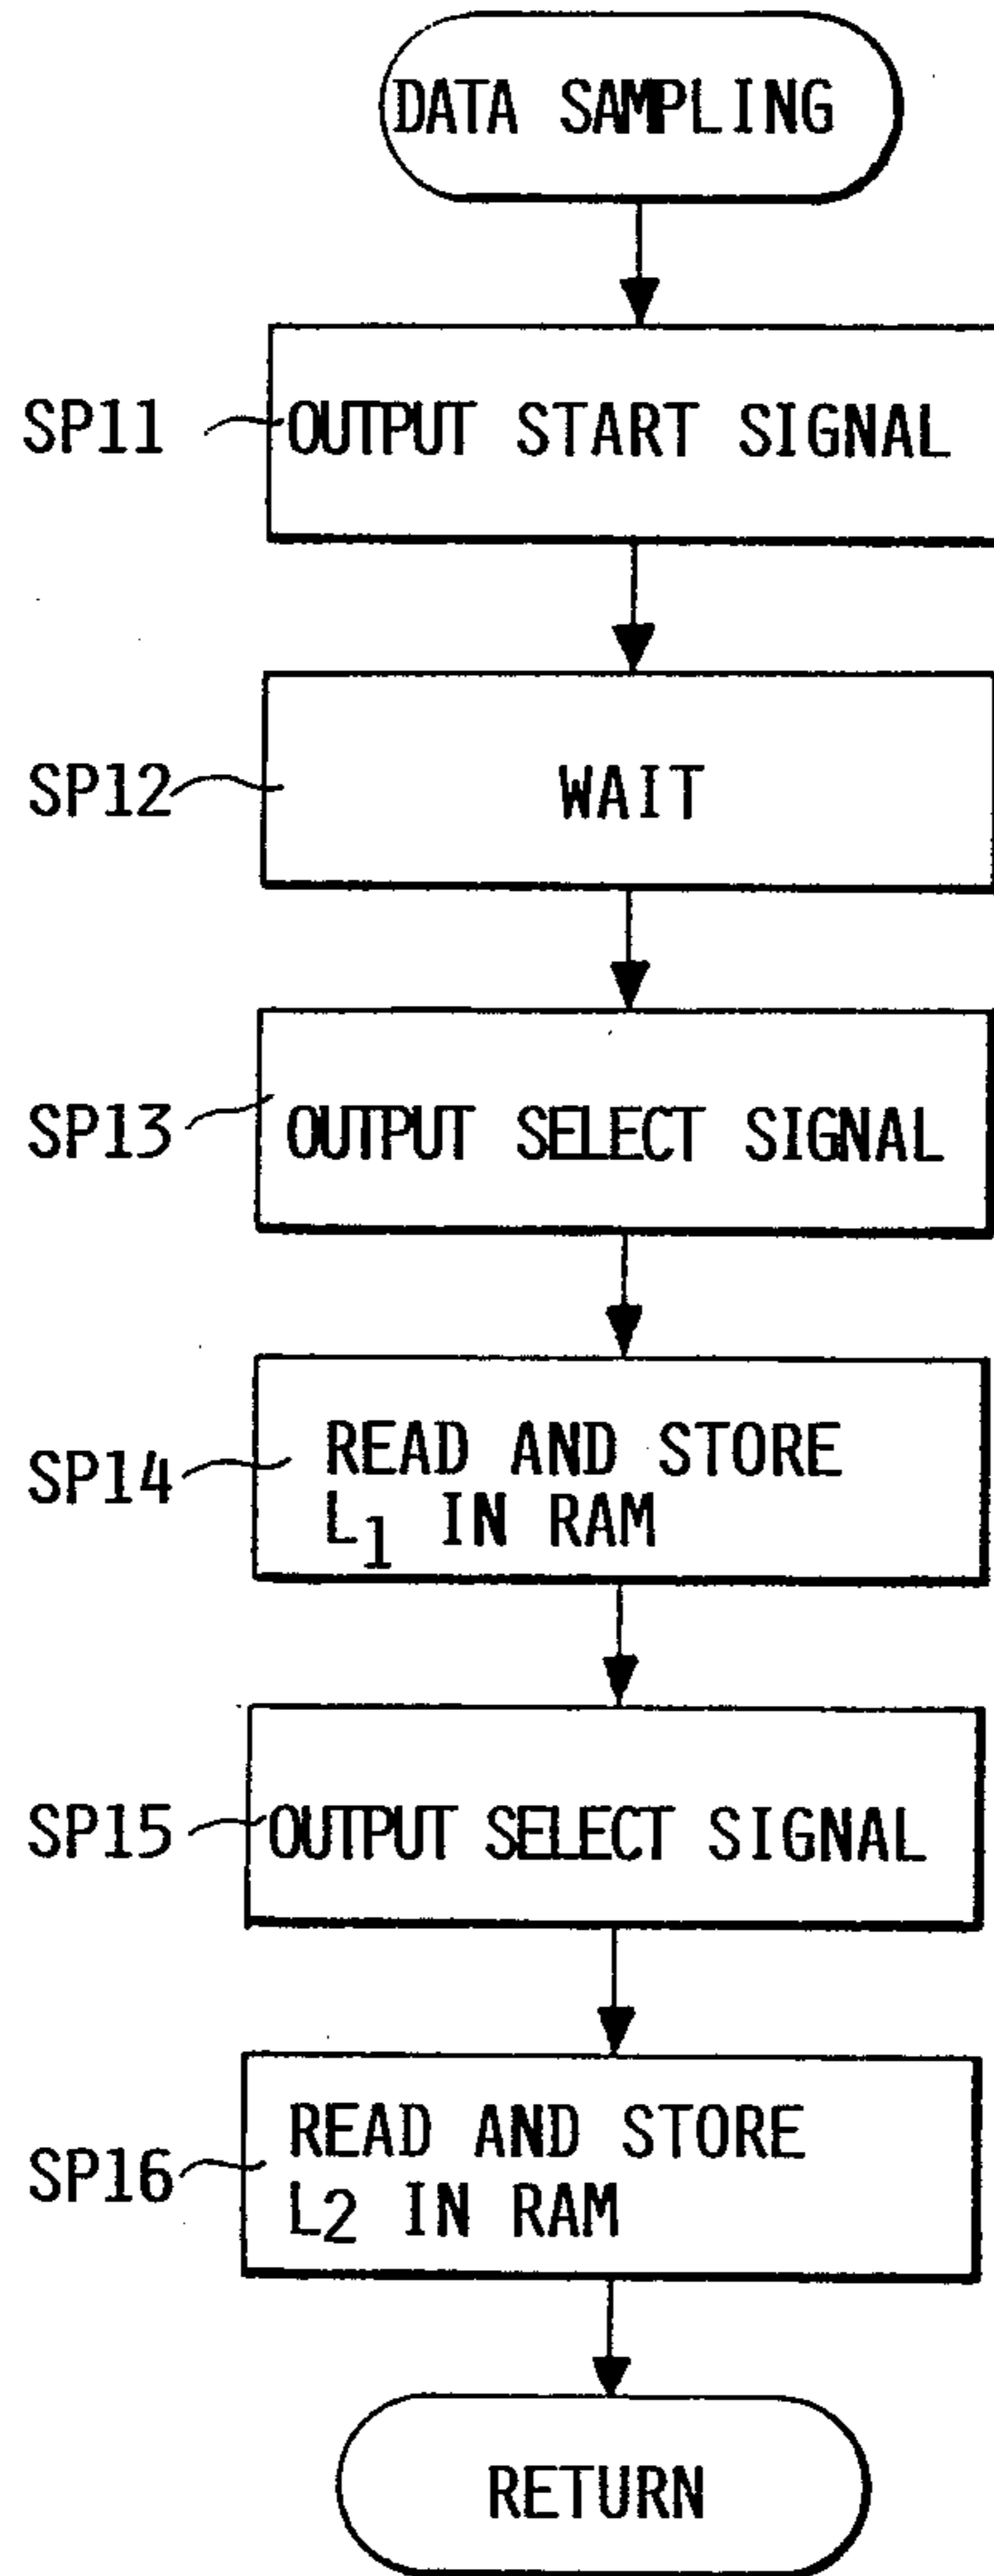 DATA SAMPLING
SP11
OUTPUT START SIGNAL
SP12
WAIT
SP13
OUTPUT SELECT SIGNAL
SP14
READ AND STORE
L1 IN RAM
SP15
OUTPUT SELECT SIGNAL
SP16
READ AND STORE
L2 IN RAM
RETURN